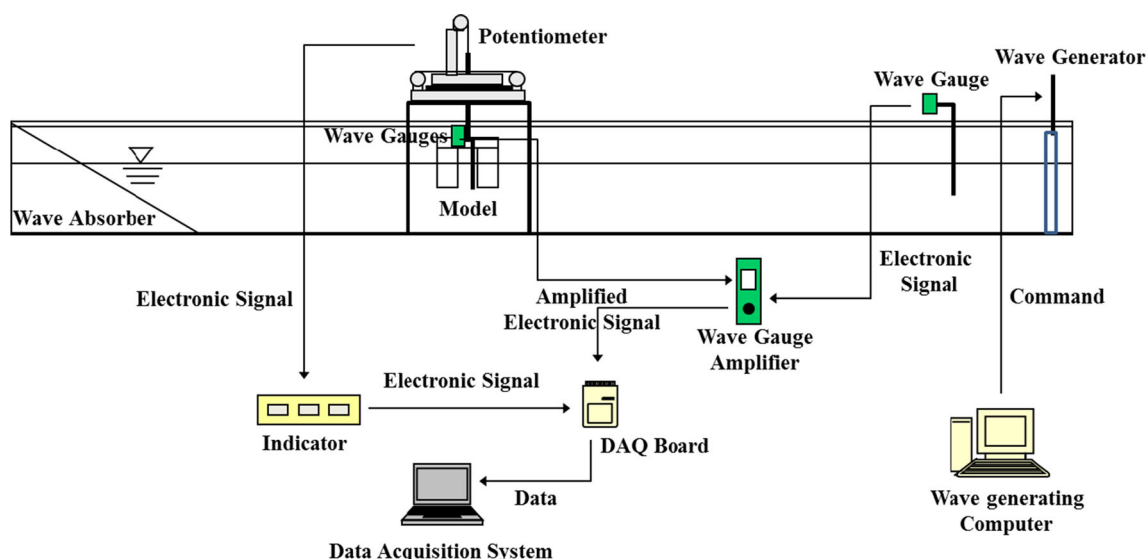 Potentiometer
Wave Generator
Wave Gauge
Wave Gauges
Model
Wave Absorber
Electronic Signal
Amplified
Electronic Signal
Electronic
Signal
Command
Wave Gauge
Amplifier
Electronic Signal
Indicator
DAQ Board
Data
Data Acquisition System
Wave generating
Computer